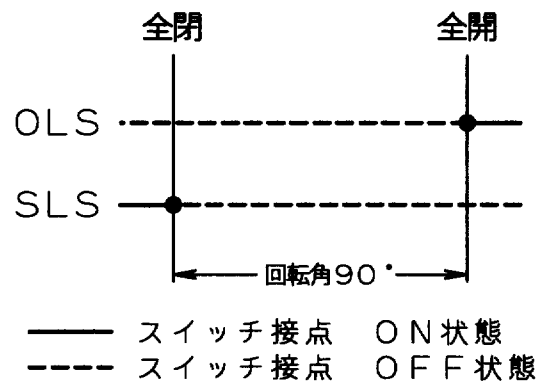 全閉 全開
OLS
SLS
回転角90°
スイッチ接点 ON状態
スイッチ接点 OFF状態